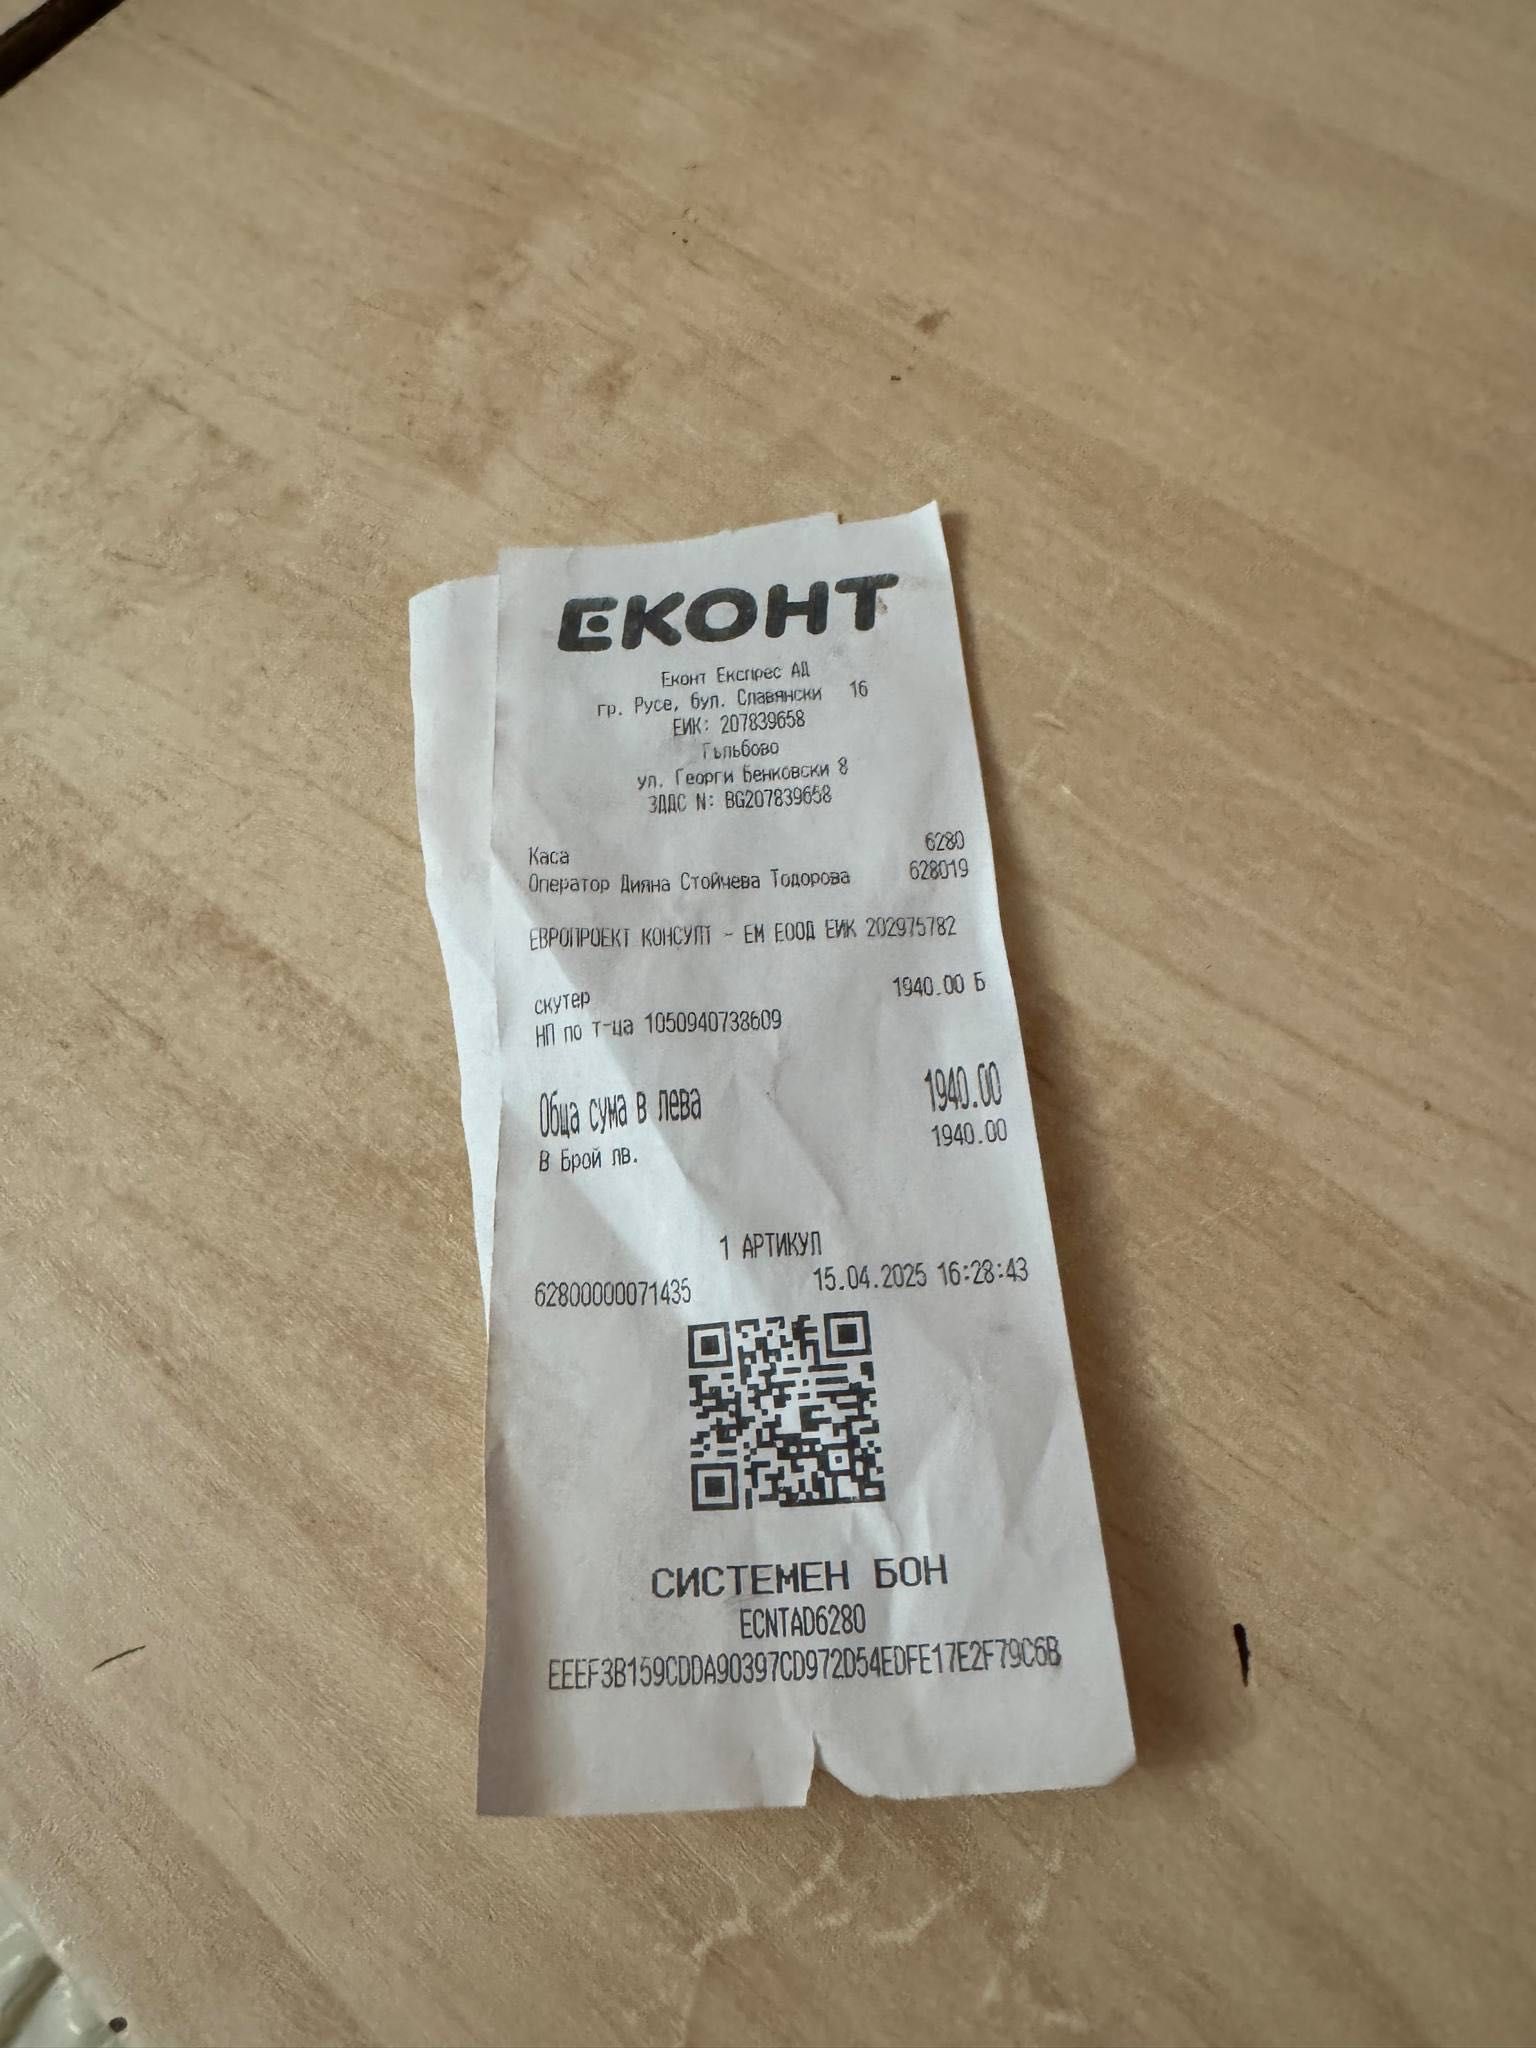 ЕКОНТ
Еконт Експрес АД
гр. Русе, бул. Славянски 16
ЕИК: 207839658
Гълъбово
ул. Георги Бенковски 8
ЗДДС N: BG207839658
Каса 6280
Оператор Дияна Стойчева Тодорова 628019
ЕВРОПРОЕКТ КОНСУЛТ - ЕМ ЕООД ЕИК 202975782
скутер 1940.00 Б
НП по т-ца 1050940738609
Обща сума в лева 1940.00
В Брой лв. 1940.00
1 АРТИКУЛ
62800000071435 15.04.2025 16:28:43
СИСТЕМЕН БОН
ECNTAD6280
EEEF3B159CDDA90397CD972D54EDFE17E2F79C6B